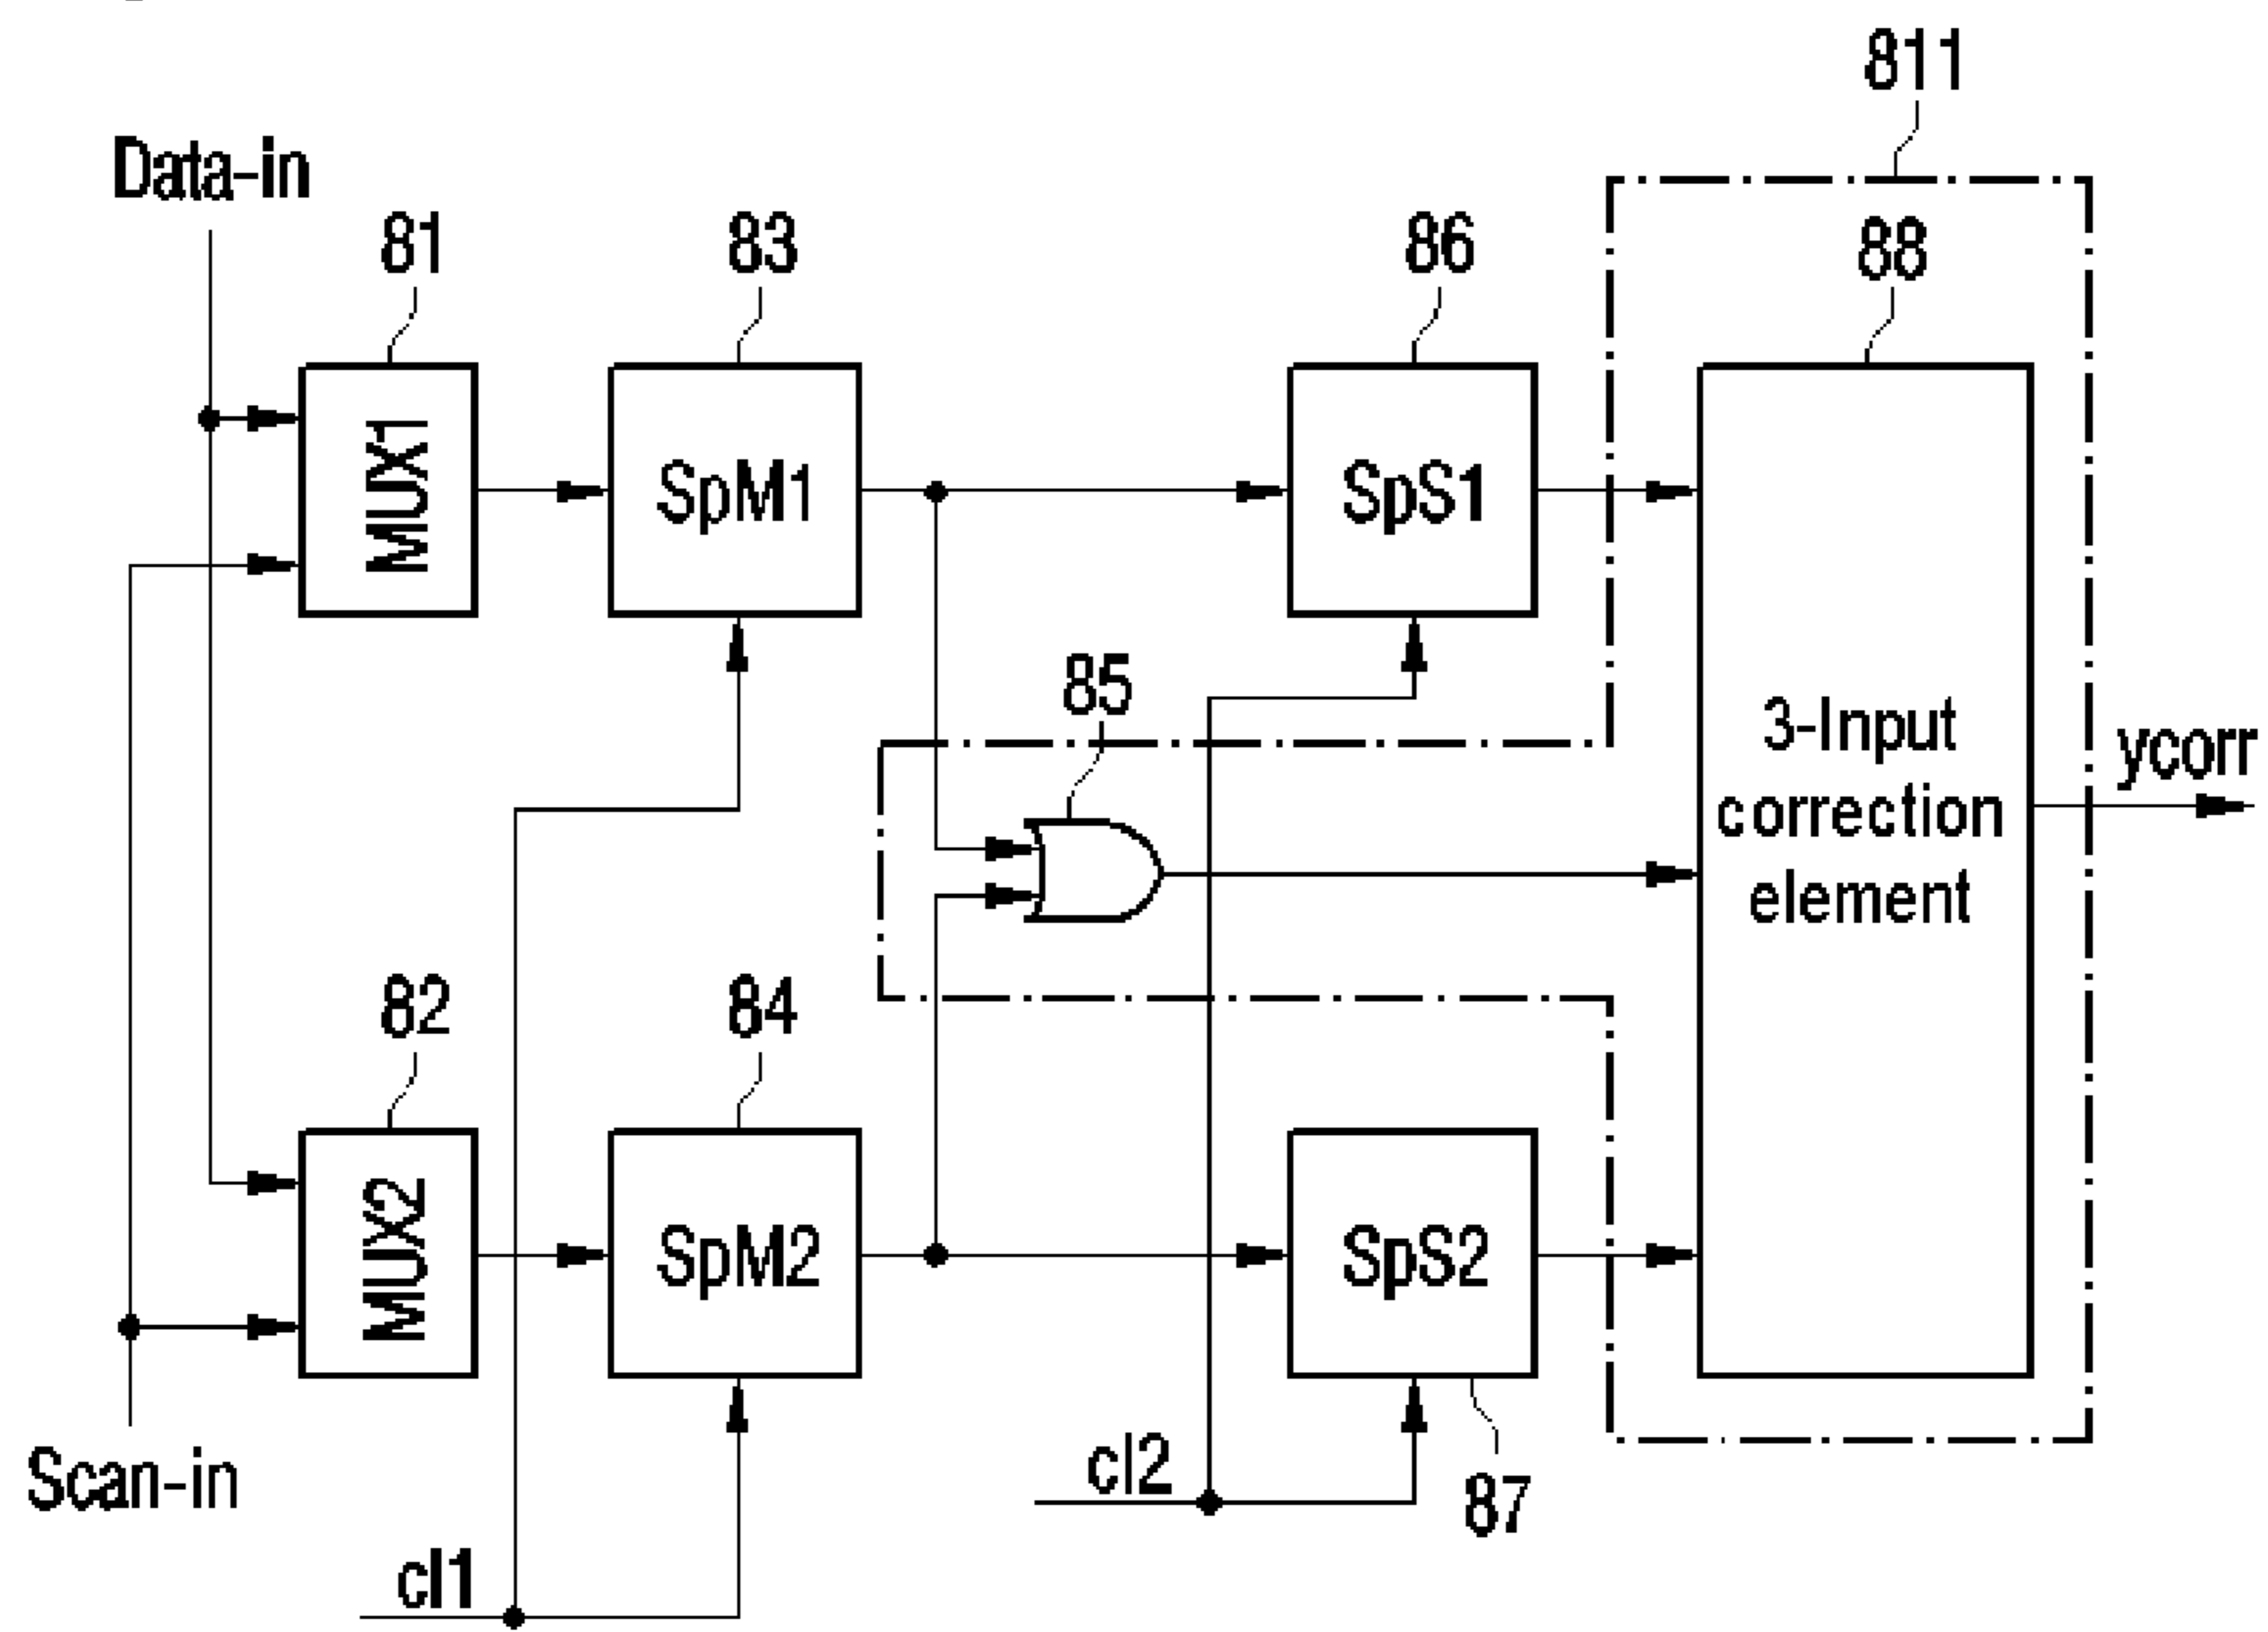 811
Data-in
81
83
86
88
MUX1
SpM1
SpS1
85
3-Input
correction
element
ycorr
82
84
MUX2
SpM2
SpS2
Scan-in
cl2
87
cl1